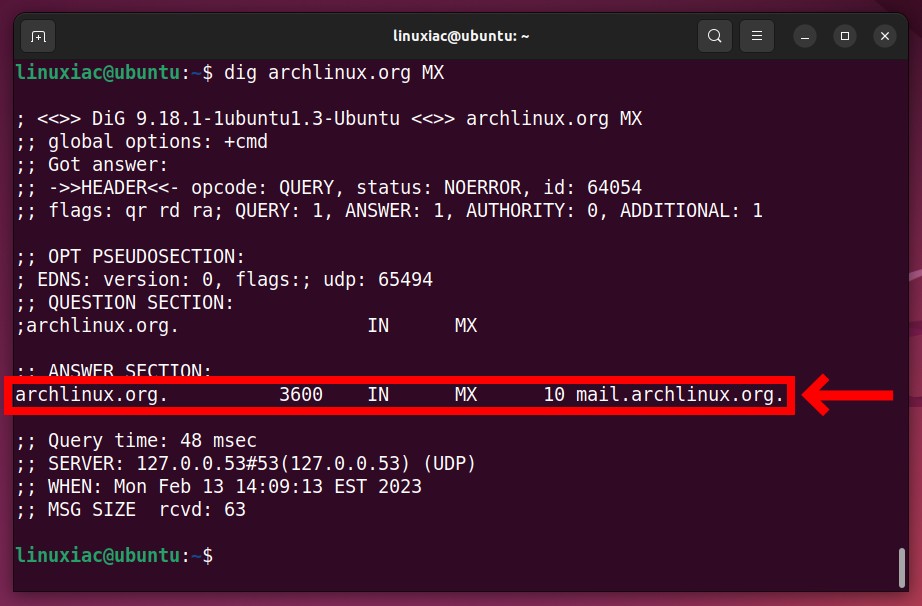 linuxiac@ubuntu: ~
linuxiac@ubuntu:~$ dig archlinux.org MX
; <<>> DiG 9.18.1-1ubuntu1.3-Ubuntu <<>> archlinux.org MX
;; global options: +cmd
;; Got answer:
;; ->>HEADER<<- opcode: QUERY, status: NOERROR, id: 64054
;; flags: qr rd ra; QUERY: 1, ANSWER: 1, AUTHORITY: 0, ADDITIONAL: 1
;; OPT PSEUDOSECTION:
; EDNS: version: 0, flags:; udp: 65494
;; QUESTION SECTION:
;archlinux.org. IN MX
;; ANSWER SECTION:
archlinux.org. 3600 IN MX 10 mail.archlinux.org.
;; Query time: 48 msec
;; SERVER: 127.0.0.53#53(127.0.0.53) (UDP)
;; WHEN: Mon Feb 13 14:09:13 EST 2023
;; MSG SIZE  rcvd: 63
linuxiac@ubuntu:~$